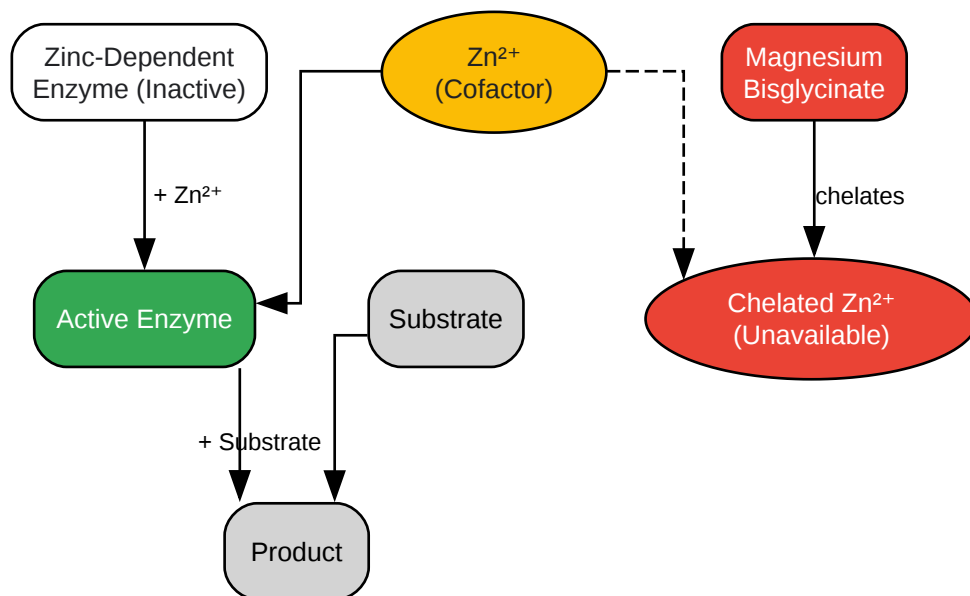 Zinc-Dependent
Enzyme (Inactive)
Zn²⁺
(Cofactor)
Magnesium
Bisglycinate
+ Zn²⁺
chelates
Active Enzyme
Substrate
Chelated Zn²⁺
(Unavailable)
+ Substrate
Product